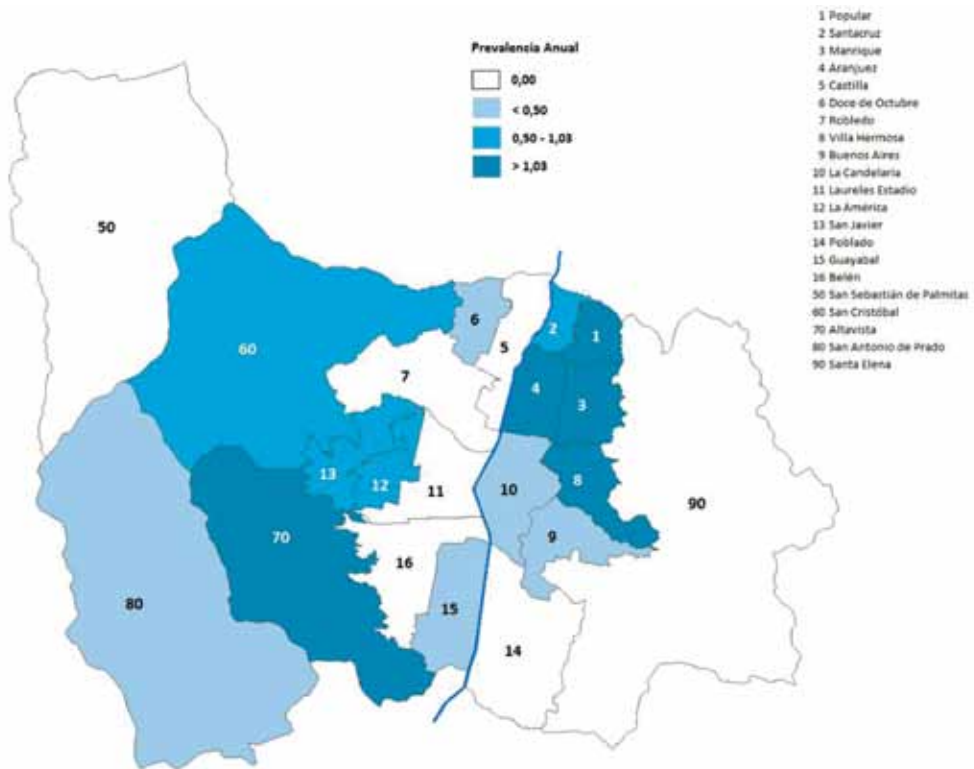 Prevalencia Anual
0,00
< 0,50
0,50 - 1,03
> 1,03
1 Popular
2 Santacruz
3 Manrique
4 Aranjuez
5 Castilla
6 Doce de Octubre
7 Robledo
8 Villa Hermosa
9 Buenos Aires
10 La Candelaria
11 Laureles Estadio
12 La América
13 San Javier
14 Poblado
15 Guayabal
16 Belén
50 San Sebastián de Palmitas
60 San Cristóbal
70 Altavista
80 San Antonio de Prado
90 Santa Elena
50
60
6
5
2
1
7
4
3
13
12
11
10
8
90
70
9
16
80
15
14